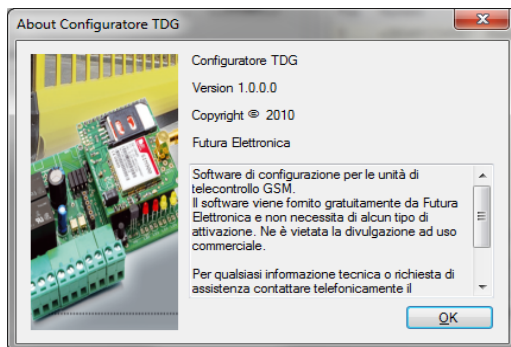 About Configuratore TDG
Configuratore TDG
Version 1.0.0.0
Copyright © 2010
Futura Elettronica
Software di configurazione per le unità di
telecontrollo GSM.
Il software viene fornito gratuitamente da Futura
Elettronica e non necessita di alcun tipo di
attivazione. Ne è vietata la divulgazione ad uso
commerciale.
Per qualsiasi informazione tecnica o richiesta di
assistenza contattare telefonicamente il
OK